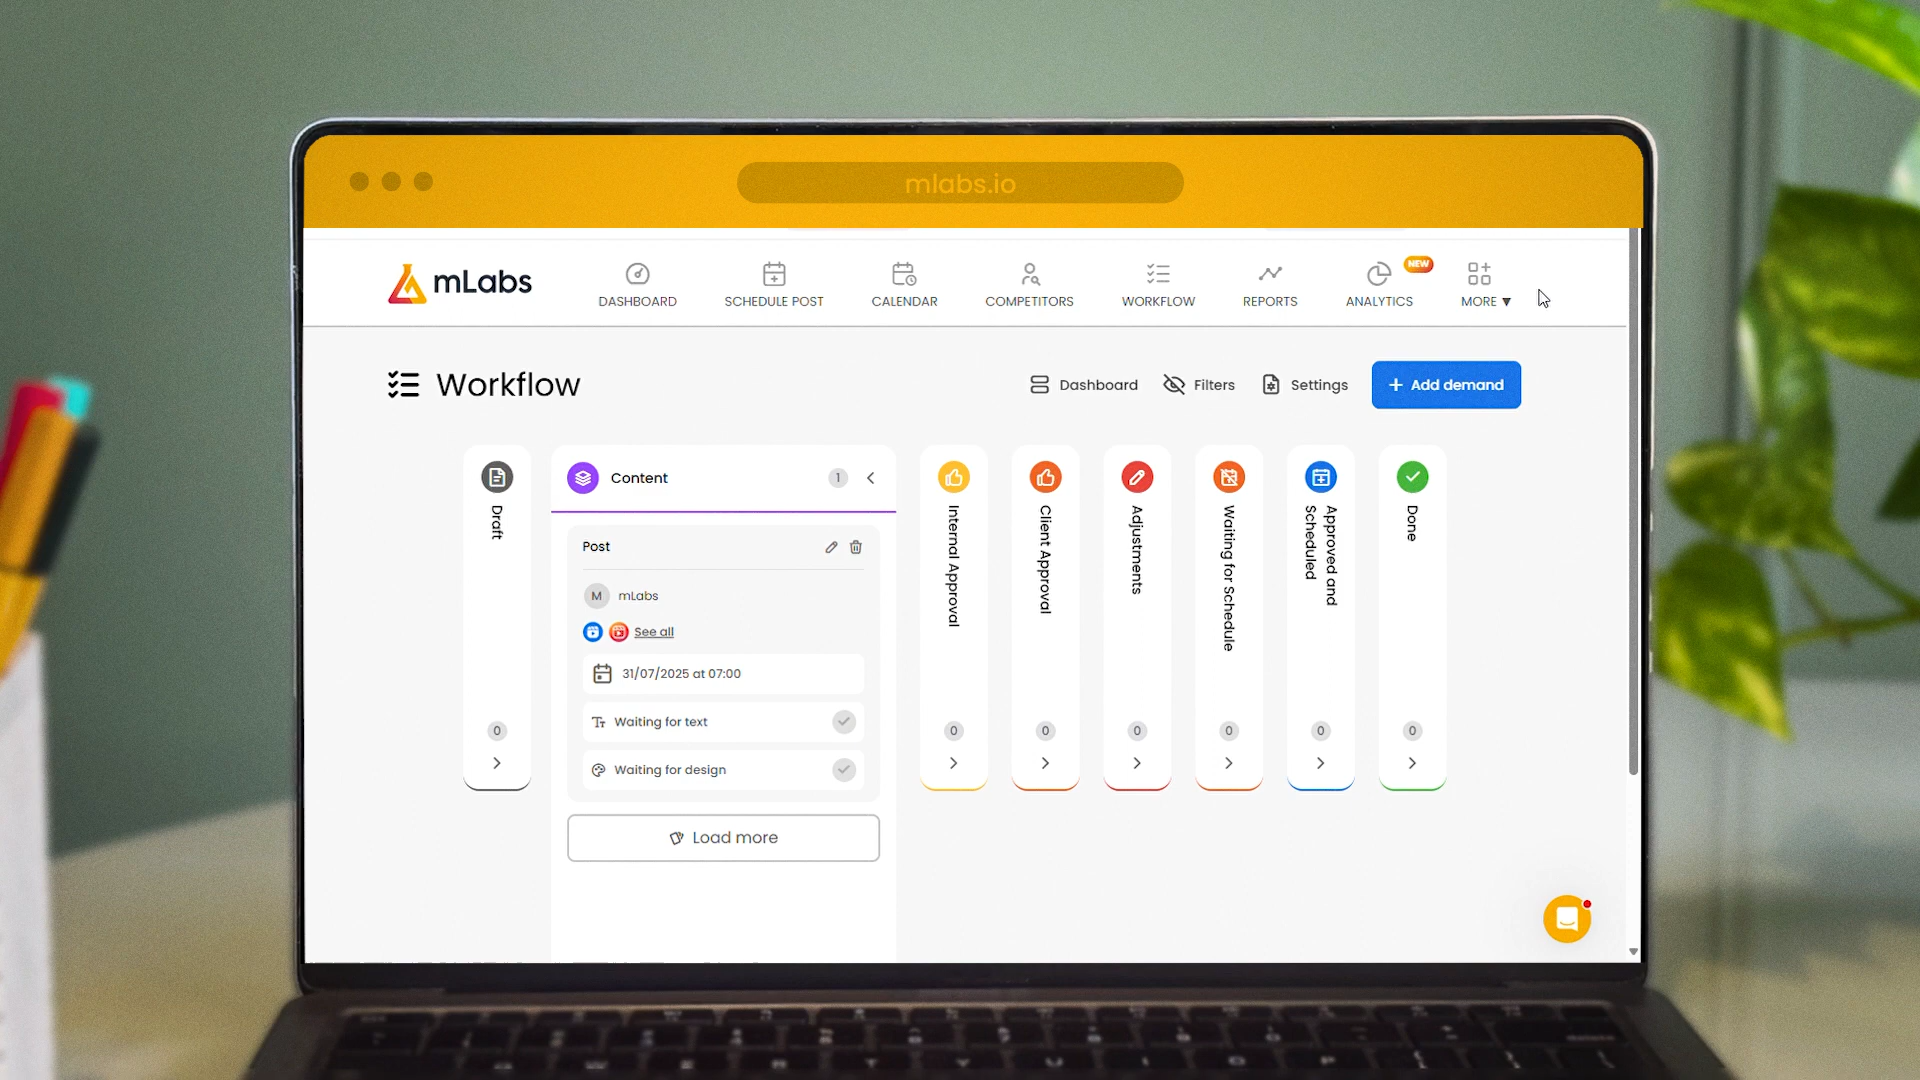 mlabs.io
mLabs
DASHBOARD
SCHEDULE POST
CALENDAR
COMPETITORS
WORKFLOW
REPORTS
ANALYTICS
NEW
MORE ▼
Workflow
Dashboard
Filters
Settings
+ Add demand
Draft
0
Content
1
Post
M
mLabs
See all
31/07/2025 at 07:00
Waiting for text
Waiting for design
Load more
Internal Approval
0
Client Approval
0
Adjustments
0
Waiting for Schedule
0
Approved and
Scheduled
0
Done
0